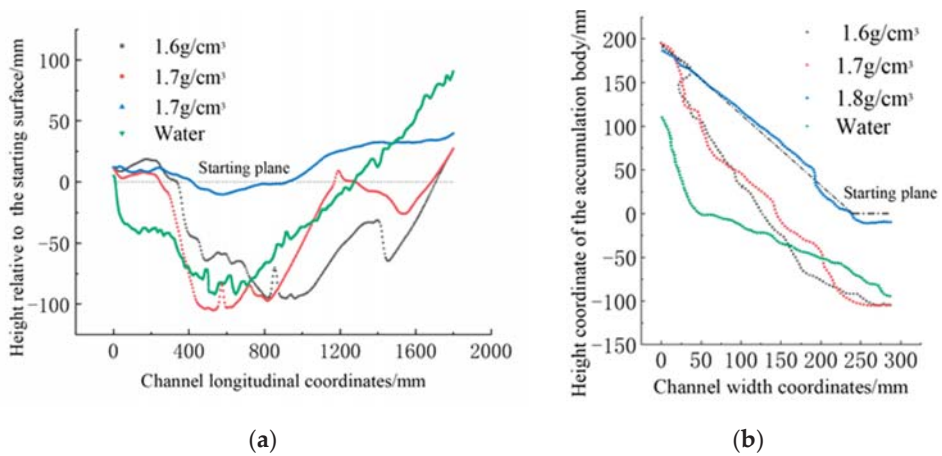 Height relative to the starting surface/mm
100
50
0
−50
−100
1.6g/cm³
1.7g/cm³
1.7g/cm³
Water
Starting plane
0
400
800
1200
1600
2000
Channel longitudinal coordinates/mm
(a)
Height coordinate of the accumulation body/mm
200
150
100
50
0
−50
−100
−150
1.6g/cm³
1.7g/cm³
1.8g/cm³
Water
Starting plane
0
50
100
150
200
250
300
Channel width coordinates/mm
(b)